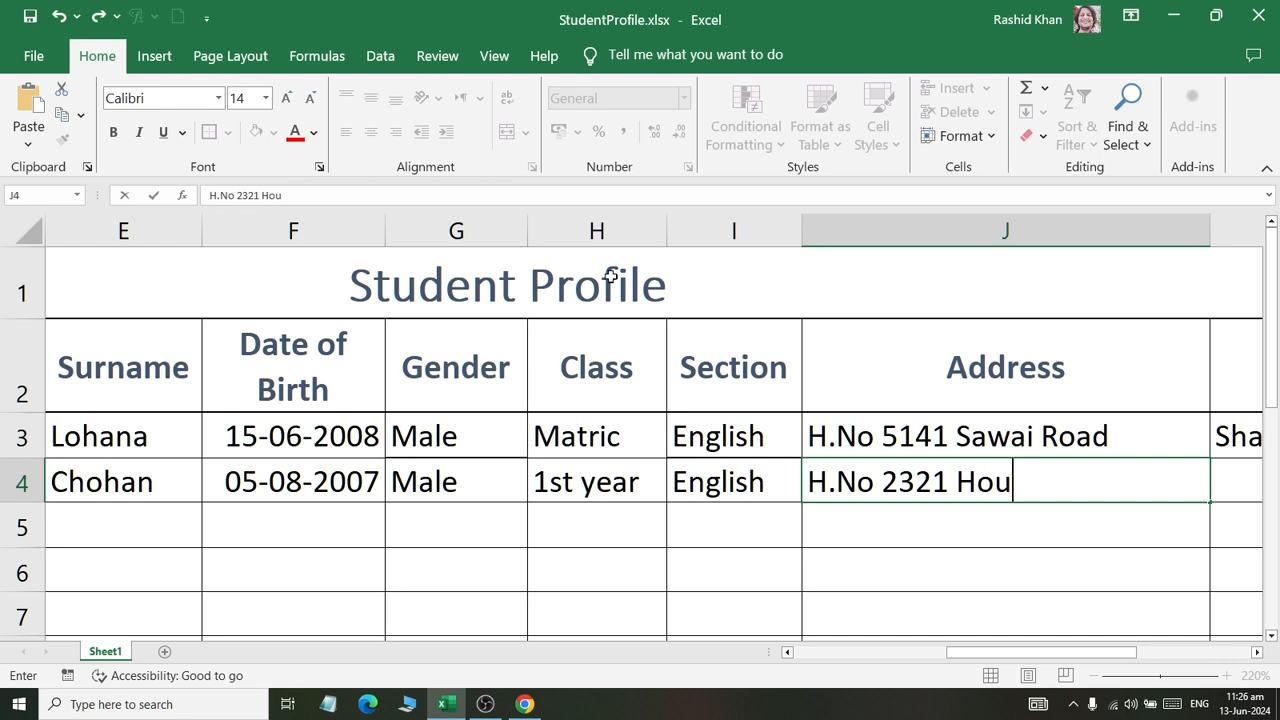 StudentProfile.xlsx - Excel
Rashid Khan
File Home Insert Page Layout Formulas Data Review View Help Tell me what you want to do
Calibri 14 General
Paste
B I U A
Conditional Formatting
Format as Table
Cell Styles
Insert
Delete
Format
Sort & Filter
Find & Select
Add-ins
Clipboard Font Alignment Number Styles Cells Editing Add-ins
J4 fx H.No 2321 Hou
E F G H I J
1 Student Profile
2 Surname Date of Birth Gender Class Section Address
3 Lohana 15-06-2008 Male Matric English H.No 5141 Sawai Road Sha
4 Chohan 05-08-2007 Male 1st year English H.No 2321 Hou
5
6
7
Sheet1
Enter Accessibility: Good to go 220%
Type here to search
ENG
11:26 am
13-Jun-2024